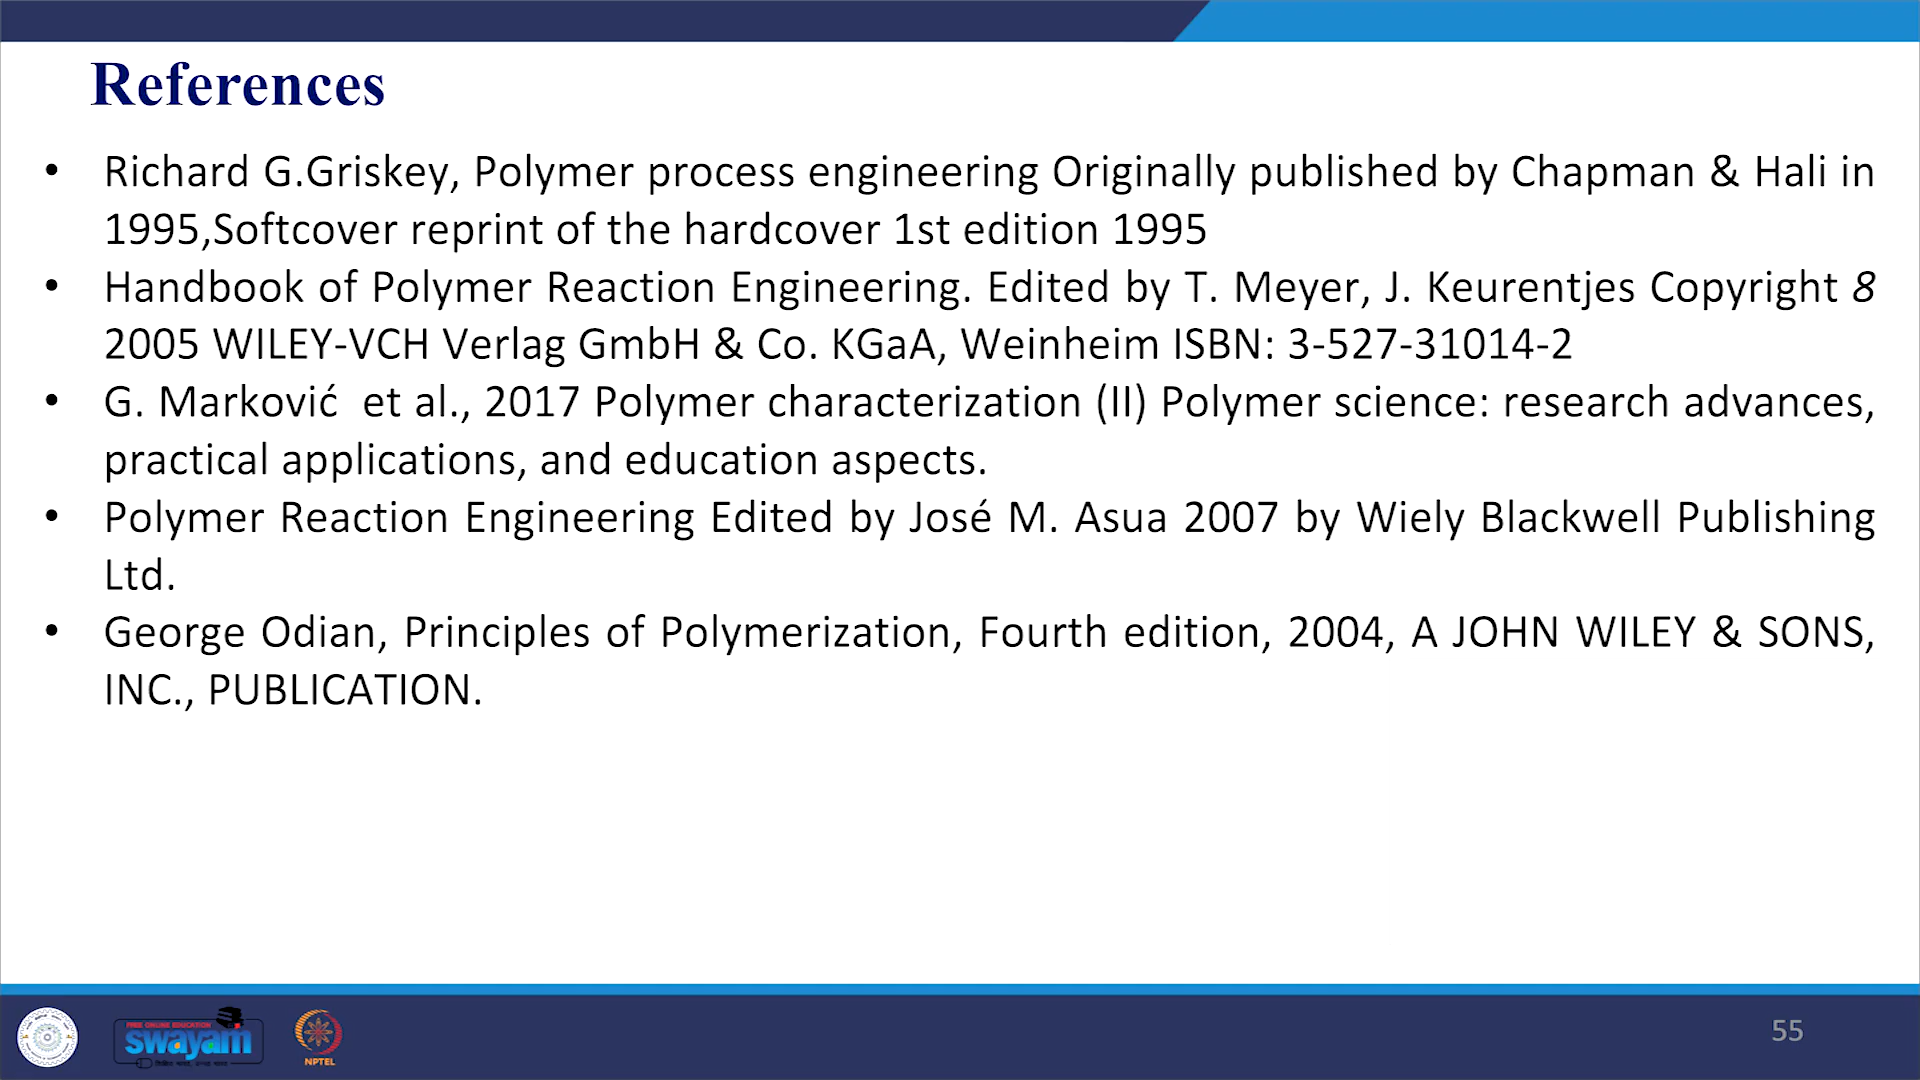 References
• Richard G.Griskey, Polymer process engineering Originally published by Chapman & Hali in
1995,Softcover reprint of the hardcover 1st edition 1995
• Handbook of Polymer Reaction Engineering. Edited by T. Meyer, J. Keurentjes Copyright 8
2005 WILEY-VCH Verlag GmbH & Co. KGaA, Weinheim ISBN: 3-527-31014-2
• G. Marković et al., 2017 Polymer characterization (II) Polymer science: research advances,
practical applications, and education aspects.
• Polymer Reaction Engineering Edited by José M. Asua 2007 by Wiely Blackwell Publishing
Ltd.
• George Odian, Principles of Polymerization, Fourth edition, 2004, A JOHN WILEY & SONS,
INC., PUBLICATION.
FREE ONLINE EDUCATION
swayam
NPTEL
55